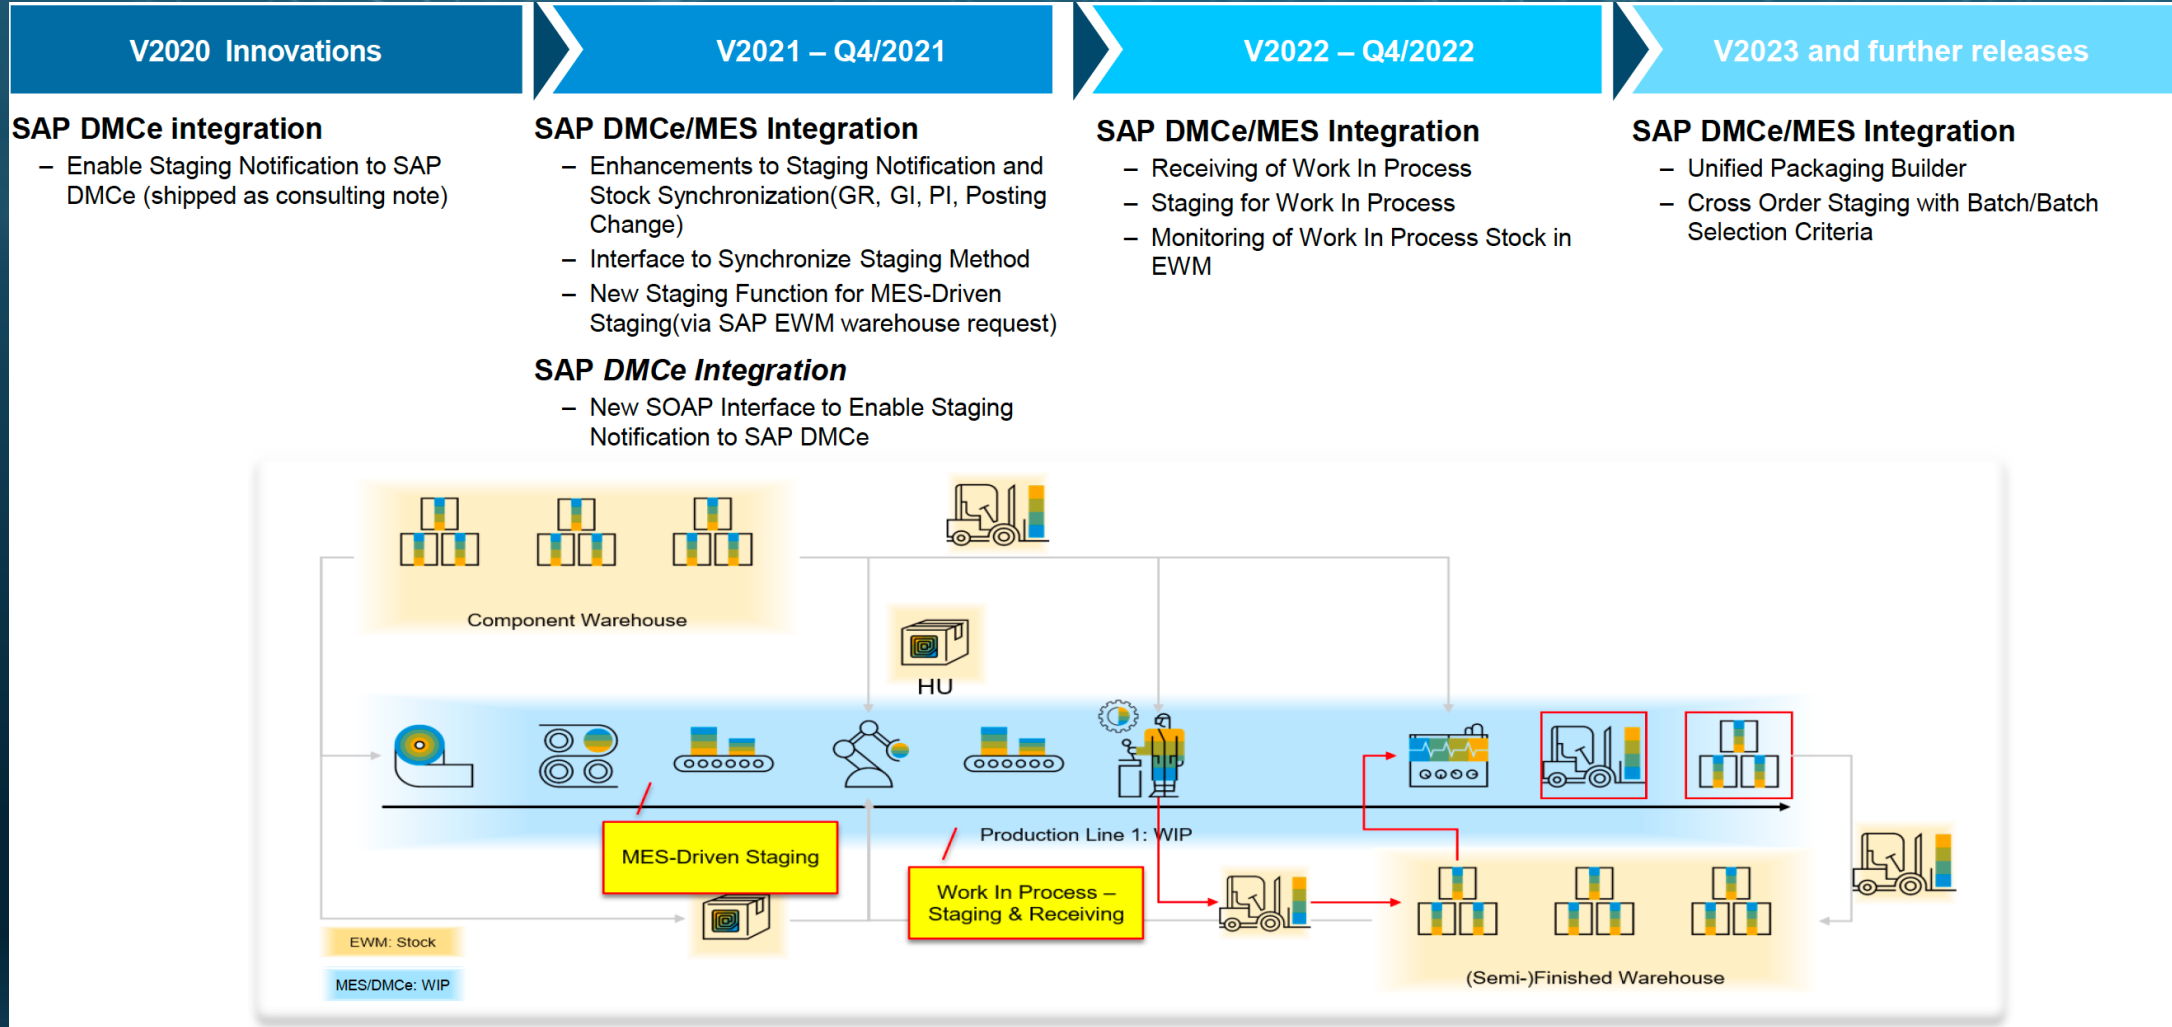 V2020 Innovations
V2021 – Q4/2021
V2022 – Q4/2022
V2023 and further releases
SAP DMCe integration
– Enable Staging Notification to SAP
DMCe (shipped as consulting note)
SAP DMCe/MES Integration
– Enhancements to Staging Notification and
Stock Synchronization(GR, GI, PI, Posting
Change)
– Interface to Synchronize Staging Method
– New Staging Function for MES-Driven
Staging(via SAP EWM warehouse request)
SAP DMCe Integration
– New SOAP Interface to Enable Staging
Notification to SAP DMCe
SAP DMCe/MES Integration
– Receiving of Work In Process
– Staging for Work In Process
– Monitoring of Work In Process Stock in
EWM
SAP DMCe/MES Integration
– Unified Packaging Builder
– Cross Order Staging with Batch/Batch
Selection Criteria
Component Warehouse
HU
Production Line 1: WIP
MES-Driven Staging
Work In Process –
Staging & Receiving
EWM: Stock
MES/DMCe: WIP
(Semi-)Finished Warehouse